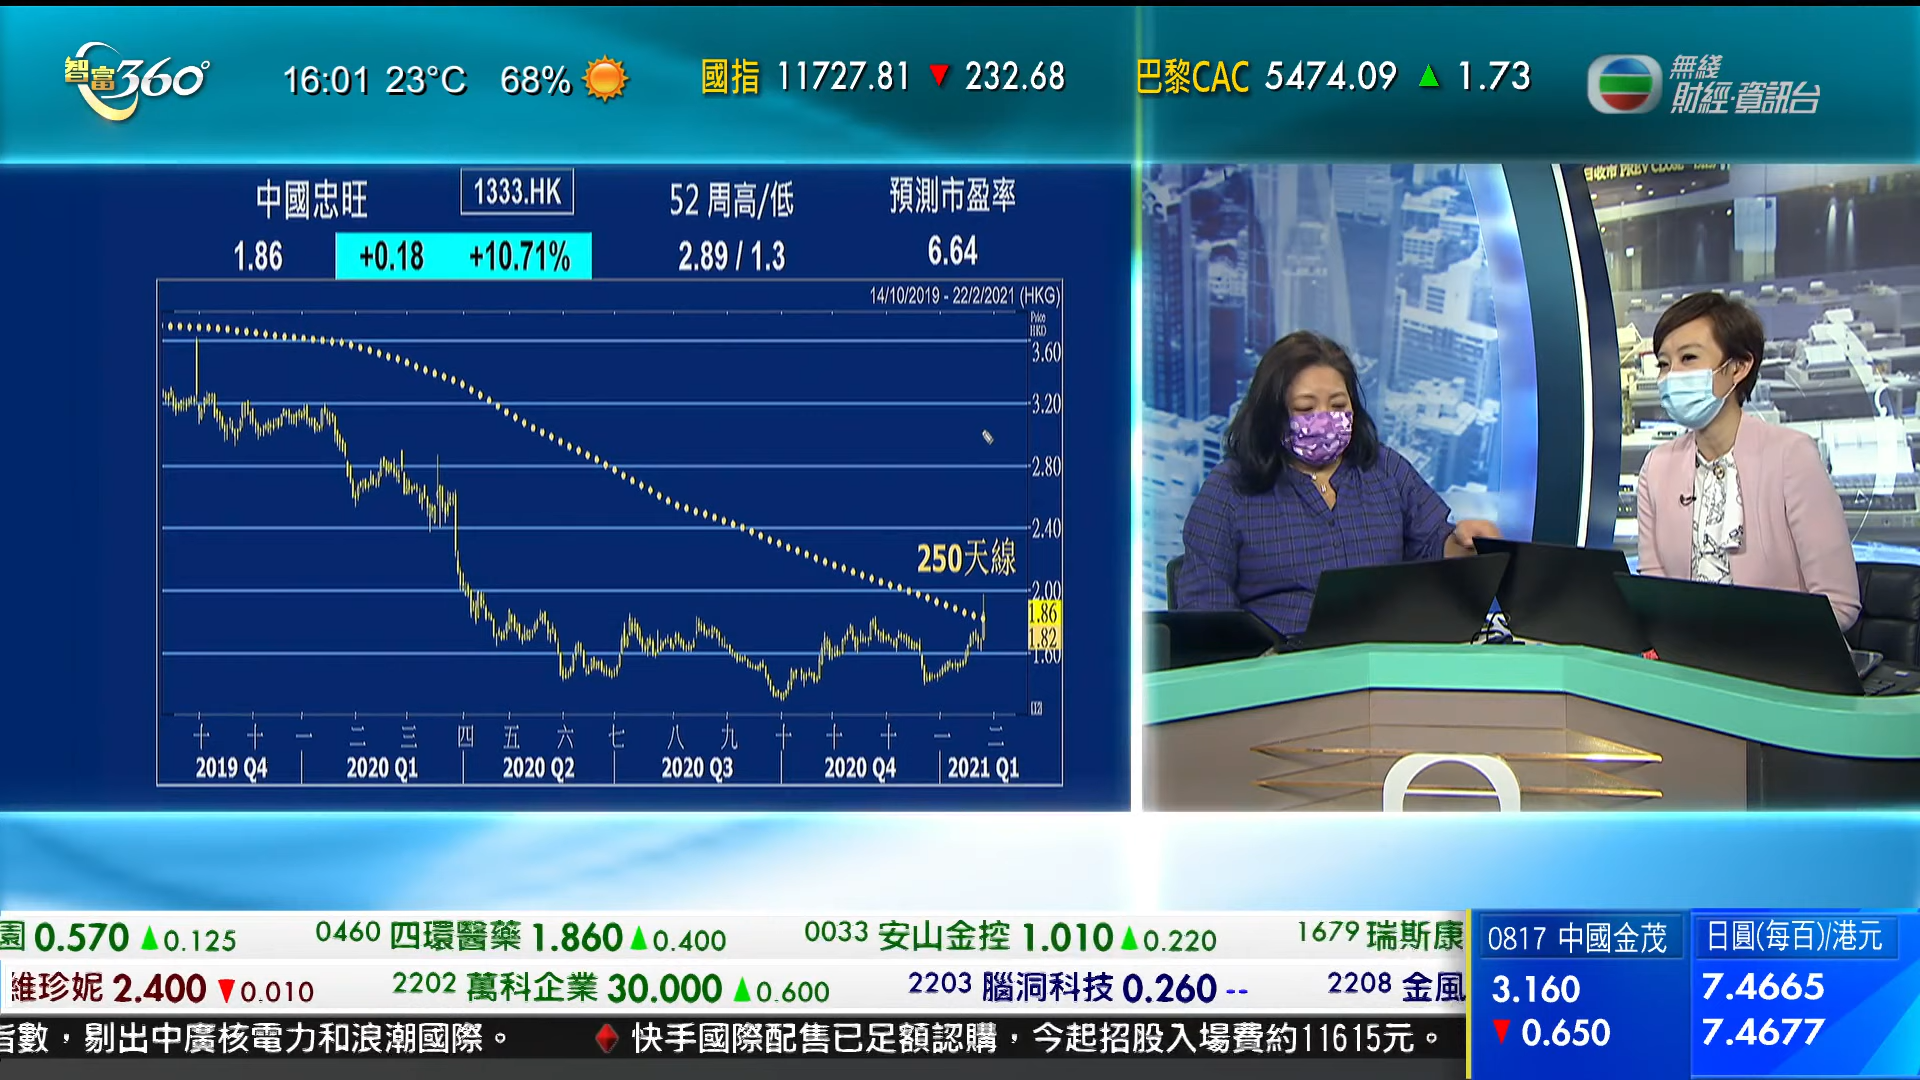 智富360°
16:01 23°C 68%
國指 11727.81 ▼ 232.68
巴黎CAC 5474.09 ▲ 1.73
無綫
財經·資訊台
中國忠旺 1333.HK 52 周高/低 預測市盈率
1.86 +0.18 +10.71% 2.89 / 1.3 6.64
14/10/2019 - 22/2/2021 (HKG)
Price
HKD
3.60
3.20
2.80
2.40
250天線
2.00
1.86
1.82
1.60
十 十 一 二 三 四 五 六 七 八 九 十 十 十 一 二
2019 Q4 2020 Q1 2020 Q2 2020 Q3 2020 Q4 2021 Q1
PREV CLOSE
園 0.570 ▲ 0.125 0460 四環醫藥 1.860 ▲ 0.400 0033 安山金控 1.010 ▲ 0.220 1679 瑞斯康
維珍妮 2.400 ▼ 0.010 2202 萬科企業 30.000 ▲ 0.600 2203 腦洞科技 0.260 -- 2208 金風
指數，剔出中廣核電力和浪潮國際。 ♦ 快手國際配售已足額認購，今起招股入場費約11615元。
0817 中國金茂
3.160
▼ 0.650
日圓(每百)/港元
7.4665
7.4677